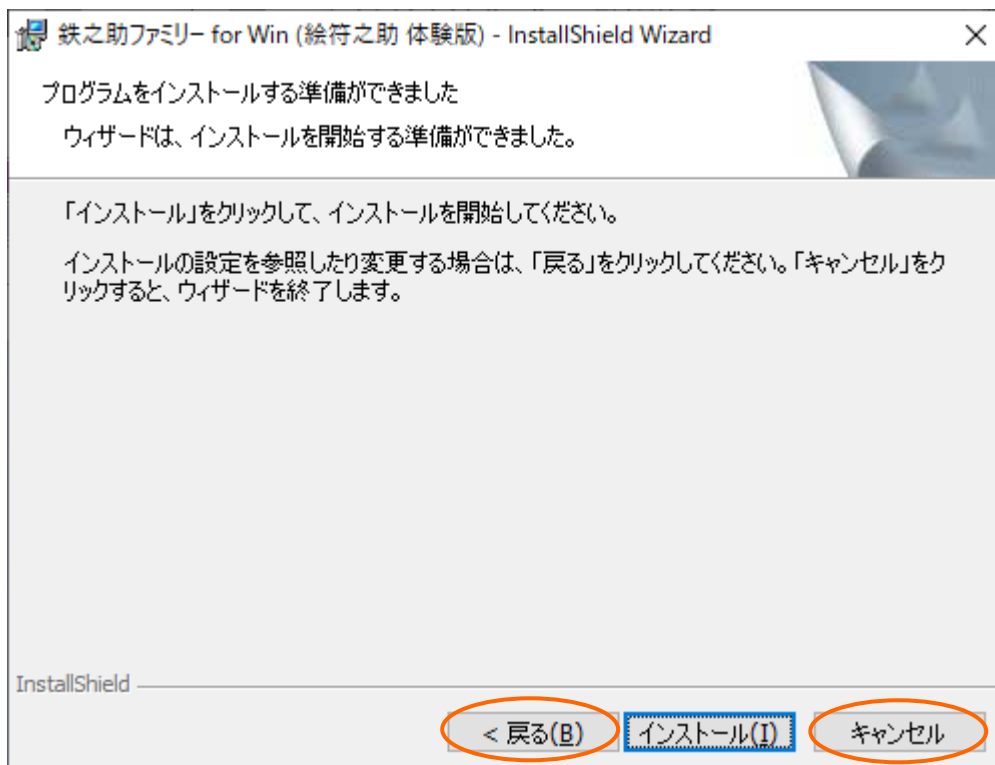 鉄之助ファミリー for Win (絵符之助 体験版) - InstallShield Wizard
プログラムをインストールする準備ができました
ウィザードは、インストールを開始する準備ができました。
「インストール」をクリックして、インストールを開始してください。
インストールの設定を参照したり変更する場合は、「戻る」をクリックしてください。「キャンセル」をク
リックすると、ウィザードを終了します。
InstallShield
< 戻る(B) インストール(I) キャンセル